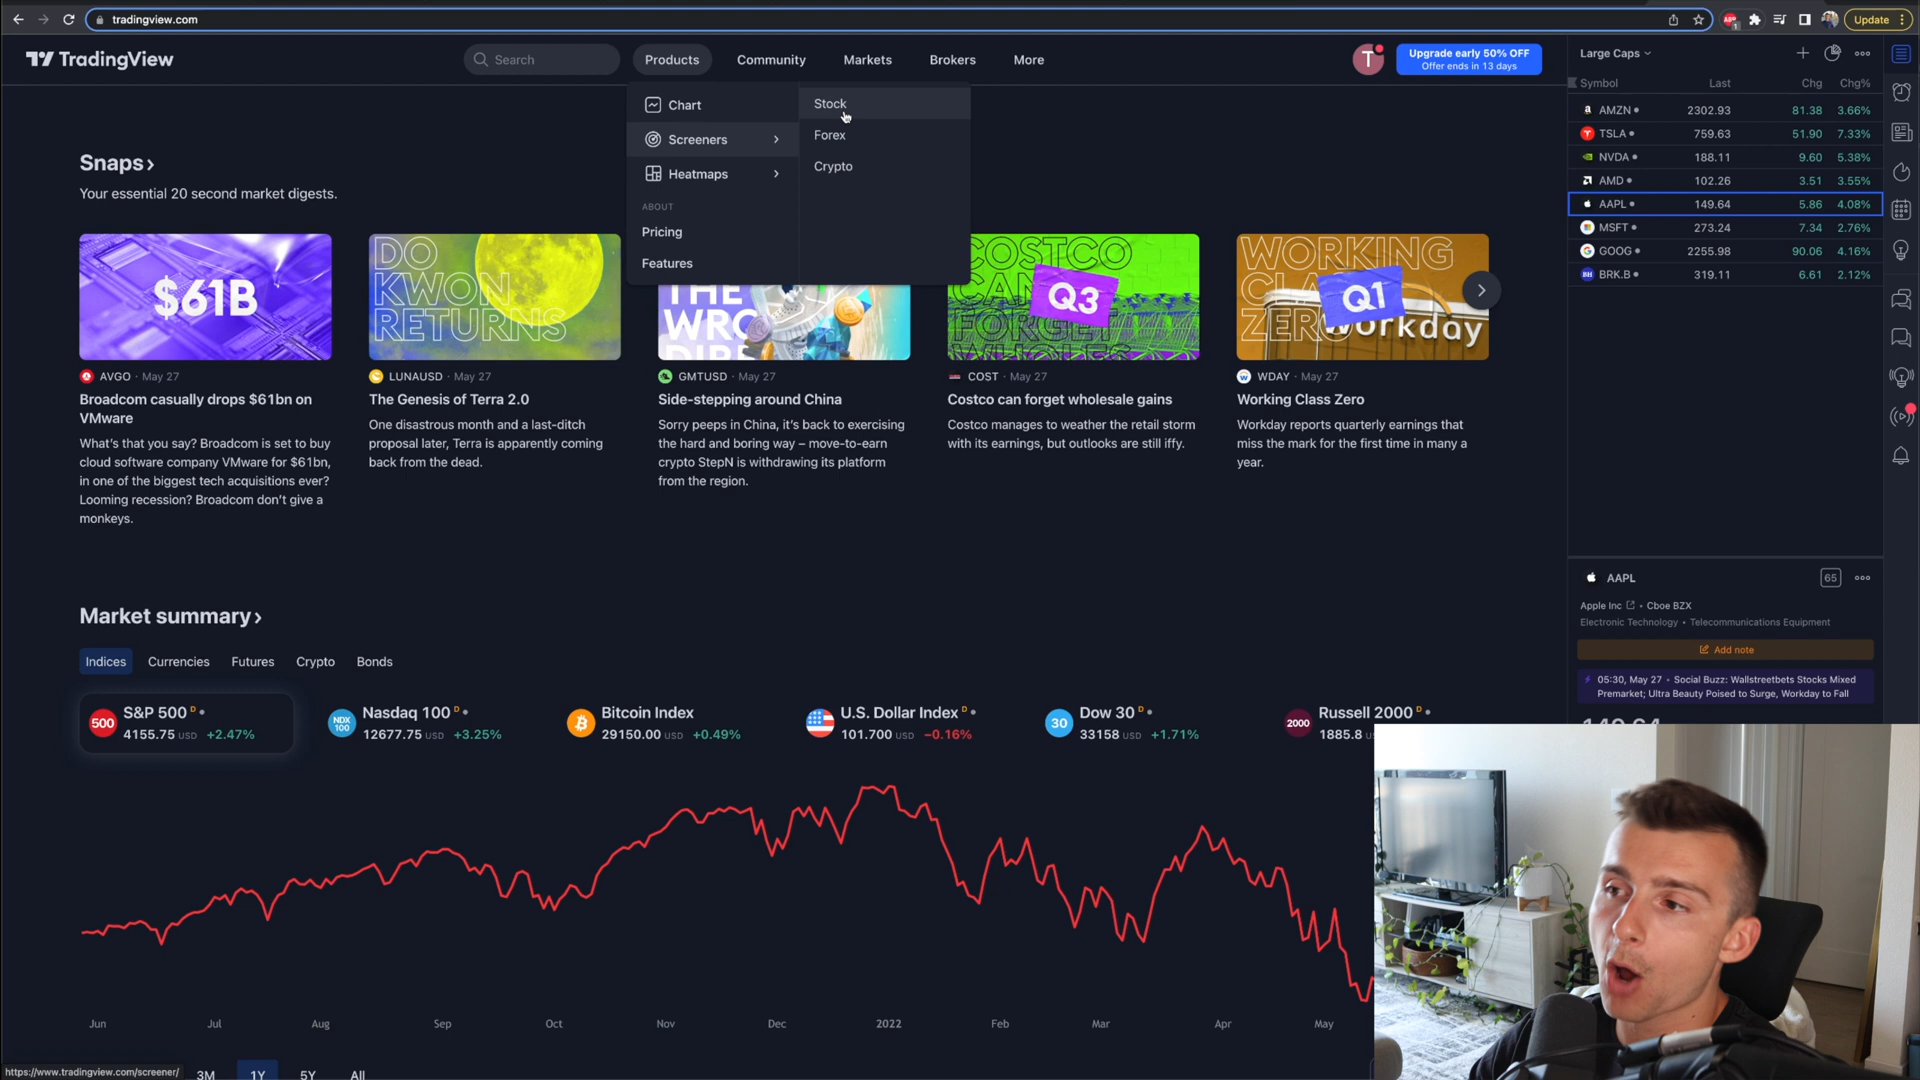 tradingview.com
Update
TradingView
Search
Products
Community
Markets
Brokers
More
T
Upgrade early 50% OFF
Offer ends in 13 days
Chart
Screeners
Heatmaps
ABOUT
Pricing
Features
Stock
Forex
Crypto
Snaps
Your essential 20 second market digests.
$61B
AVGO · May 27
Broadcom casually drops $61bn on
VMware
What's that you say? Broadcom is set to buy
cloud software company VMware for $61bn,
in one of the biggest tech acquisitions ever?
Looming recession? Broadcom don't give a
monkeys.
DO
KWON
RETURNS
LUNAUSD · May 27
The Genesis of Terra 2.0
One disastrous month and a last-ditch
proposal later, Terra is apparently coming
back from the dead.
THE
GMTUSD · May 27
Side-stepping around China
Sorry peeps in China, it's back to exercising
the hard and boring way – move-to-earn
crypto StepN is withdrawing its platform
from the region.
COSTCO
CAN
FORGET
Q3
COST · May 27
Costco can forget wholesale gains
Costco manages to weather the retail storm
with its earnings, but outlooks are still iffy.
WORKING
Q1
ZERO
workday
WDAY · May 27
Working Class Zero
Workday reports quarterly earnings that
miss the mark for the first time in many a
year.
Market summary
Indices
Currencies
Futures
Crypto
Bonds
500
S&P 500 D
4155.75 USD +2.47%
NDX
100
Nasdaq 100 D
12677.75 USD +3.25%
Bitcoin Index
29150.00 USD +0.49%
U.S. Dollar Index D
101.700 USD −0.16%
30
Dow 30 D
33158 USD +1.71%
2000
Russell 2000 D
1885.8
Jun Jul Aug Sep Oct Nov Dec 2022 Feb Mar Apr May
3M 1Y 5Y All
https://www.tradingview.com/screener/
Large Caps
Symbol Last Chg Chg%
AMZN 2302.93 81.38 3.66%
TSLA 759.63 51.90 7.33%
NVDA 188.11 9.60 5.38%
AMD 102.26 3.51 3.55%
AAPL 149.64 5.86 4.08%
MSFT 273.24 7.34 2.76%
GOOG 2255.98 90.06 4.16%
BRK.B 319.11 6.61 2.12%
AAPL
65
Apple Inc • Cboe BZX
Electronic Technology • Telecommunications Equipment
Add note
05:30, May 27 • Social Buzz: Wallstreetbets Stocks Mixed
Premarket; Ultra Beauty Poised to Surge, Workday to Fall